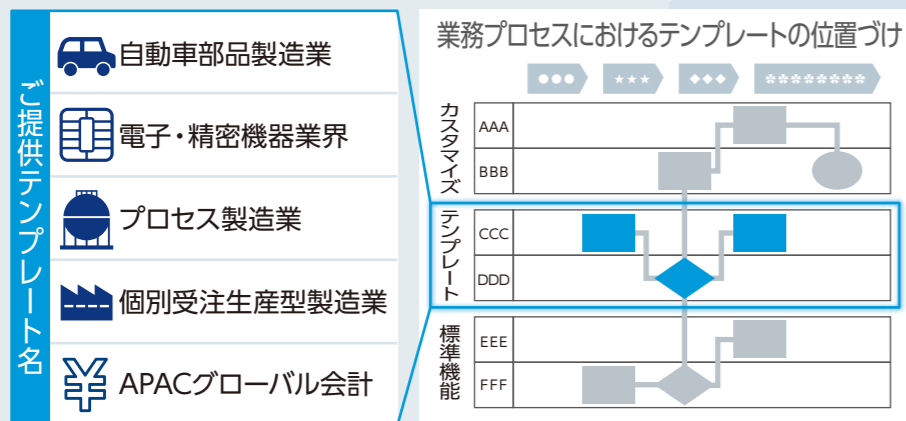 ご提供テンプレート名
自動車部品製造業
電子・精密機器業界
プロセス製造業
個別受注生産型製造業
APACグローバル会計
業務プロセスにおけるテンプレートの位置づけ
●●●
★★★
◆◆◆
✲✲✲✲✲✲✲✲✲
カスタマイズ
AAA
BBB
テンプレート
CCC
DDD
標準機能
EEE
FFF